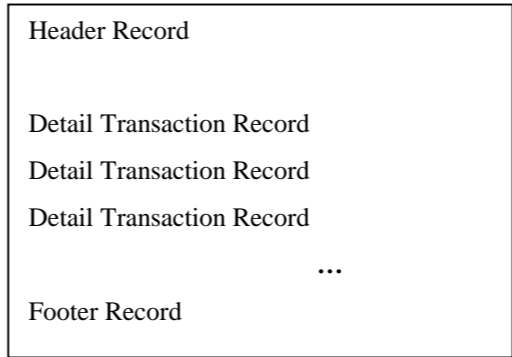 Header Record
Detail Transaction Record
Detail Transaction Record
Detail Transaction Record
...
Footer Record